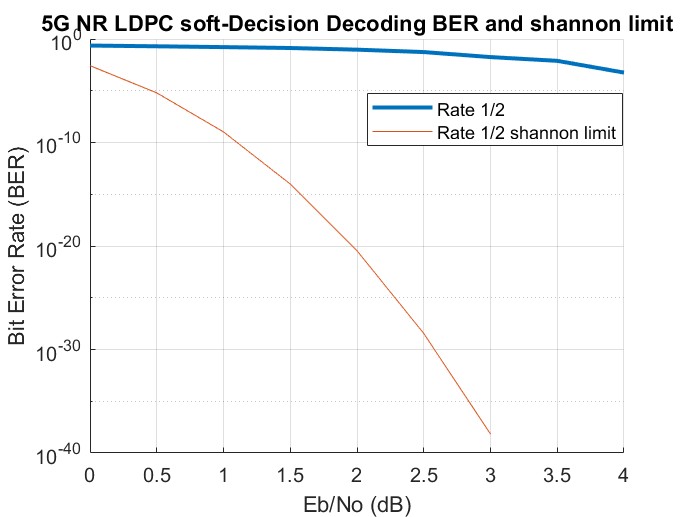 5G NR LDPC soft-Decision Decoding BER and shannon limit
10^0
10^-10
10^-20
10^-30
10^-40
Bit Error Rate (BER)
Rate 1/2
Rate 1/2 shannon limit
0 0.5 1 1.5 2 2.5 3 3.5 4
Eb/No (dB)